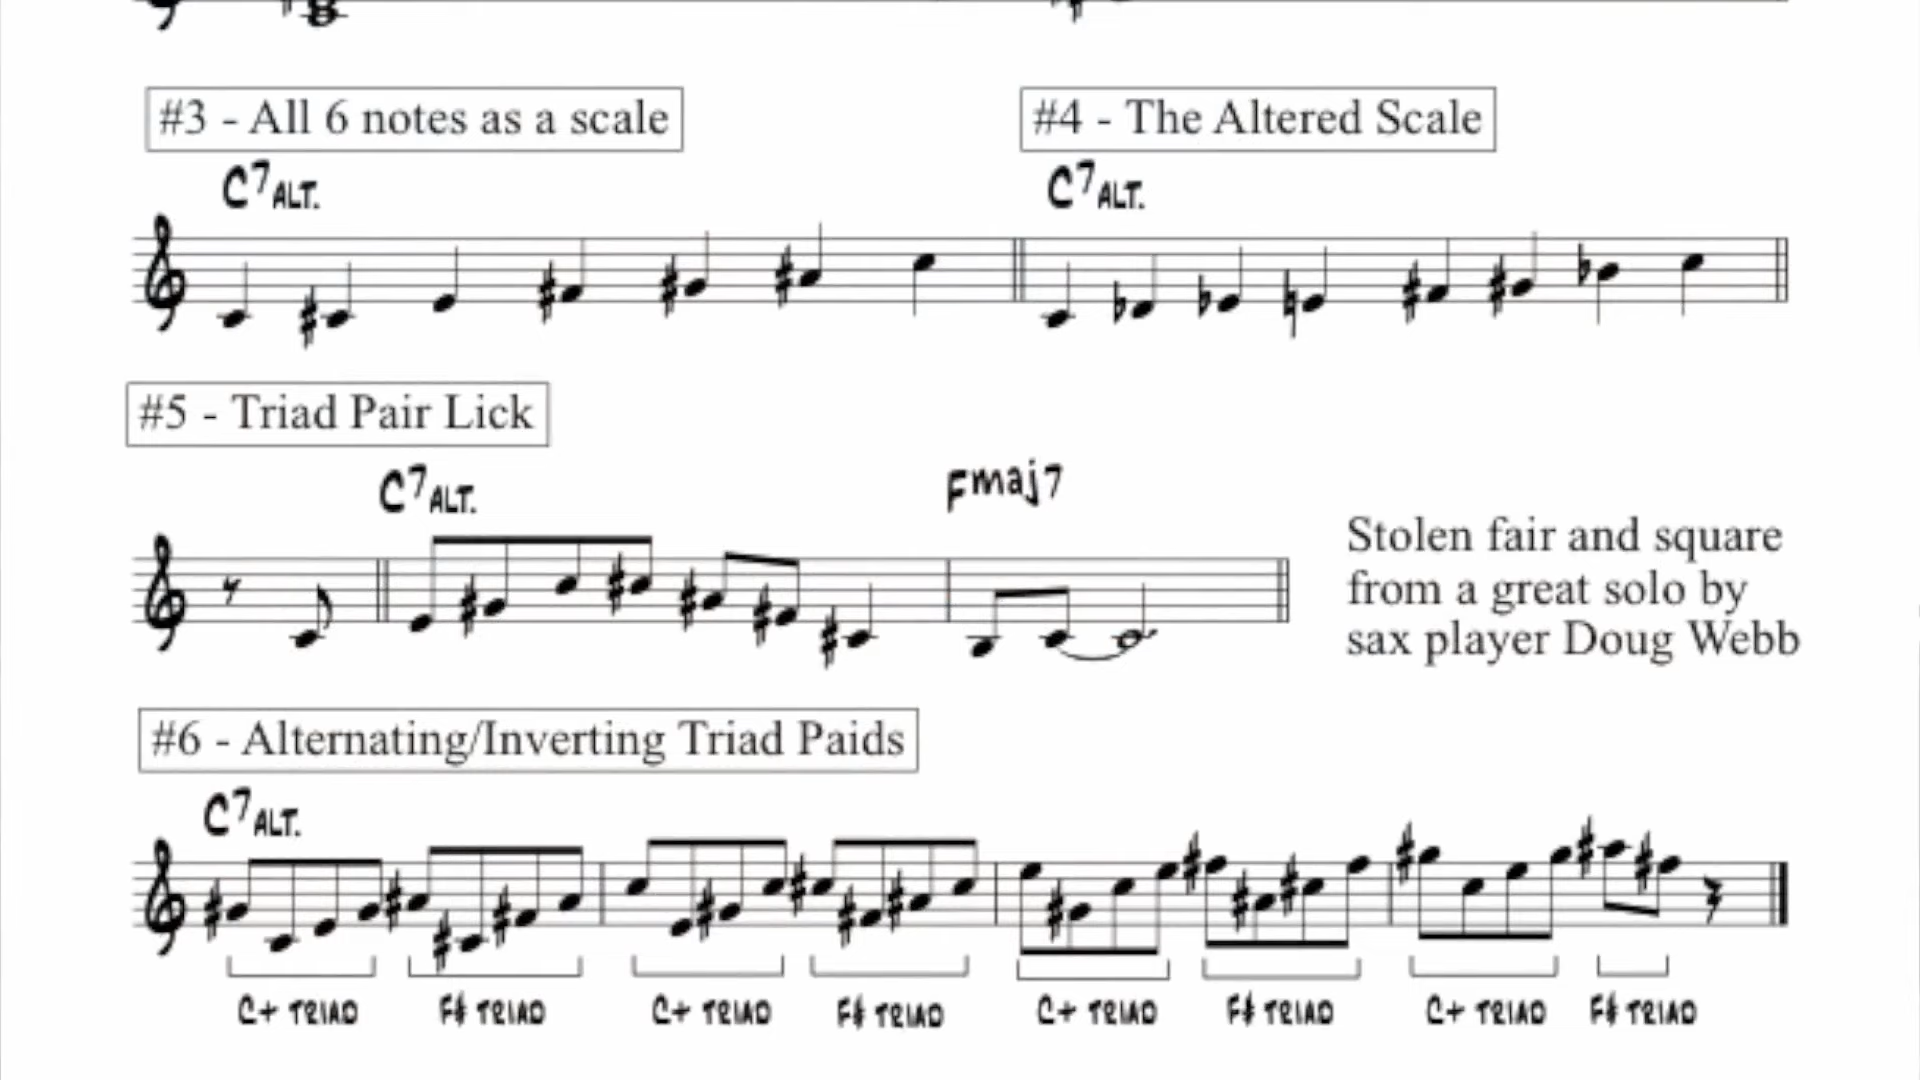 #3 - All 6 notes as a scale
#4 - The Altered Scale
C7ALT.
C7ALT.
#5 - Triad Pair Lick
C7ALT.
Fmaj7
Stolen fair and square
from a great solo by
sax player Doug Webb
#6 - Alternating/Inverting Triad Paids
C7ALT.
C+ TRIAD
F# TRIAD
C+ TRIAD
F# TRIAD
C+ TRIAD
F# TRIAD
C+ TRIAD
F# TRIAD